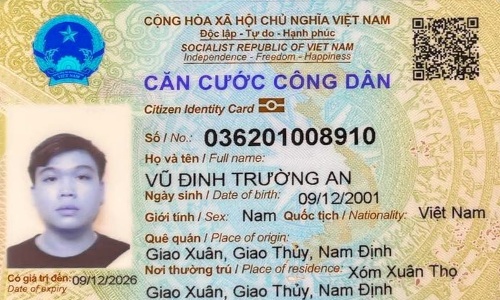 CỘNG HÒA XÃ HỘI CHỦ NGHĨA VIỆT NAM
Độc lập - Tự do - Hạnh phúc
SOCIALIST REPUBLIC OF VIET NAM
Independence - Freedom - Happiness
CĂN CƯỚC CÔNG DÂN
Citizen Identity Card
Số / No.: 036201008910
Họ và tên / Full name:
VŨ ĐINH TRƯỜNG AN
Ngày sinh / Date of birth: 09/12/2001
Giới tính / Sex: Nam Quốc tịch / Nationality: Việt Nam
Quê quán / Place of origin:
Giao Xuân, Giao Thủy, Nam Định
Nơi thường trú / Place of residence: Xóm Xuân Thọ
Giao Xuân, Giao Thủy, Nam Định
Có giá trị đến: 09/12/2026
Date of expiry